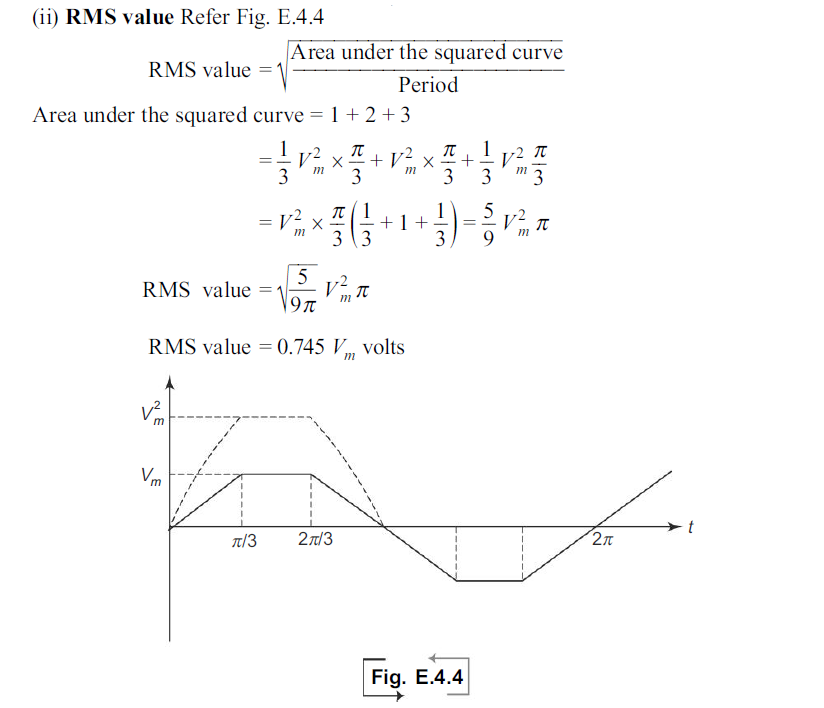 (ii) RMS value Refer Fig. E.4.4
RMS value = √(Area under the squared curve / Period)
Area under the squared curve = 1 + 2 + 3
= 1/3 V_m^2 × π/3 + V_m^2 × π/3 + 1/3 V_m^2 π/3
= V_m^2 × π/3 (1/3 + 1 + 1/3) = 5/9 V_m^2 π
RMS value = √(5/9π) V_m^2 π
RMS value = 0.745 V_m volts
V_m^2
V_m
π/3 2π/3 2π t
Fig. E.4.4